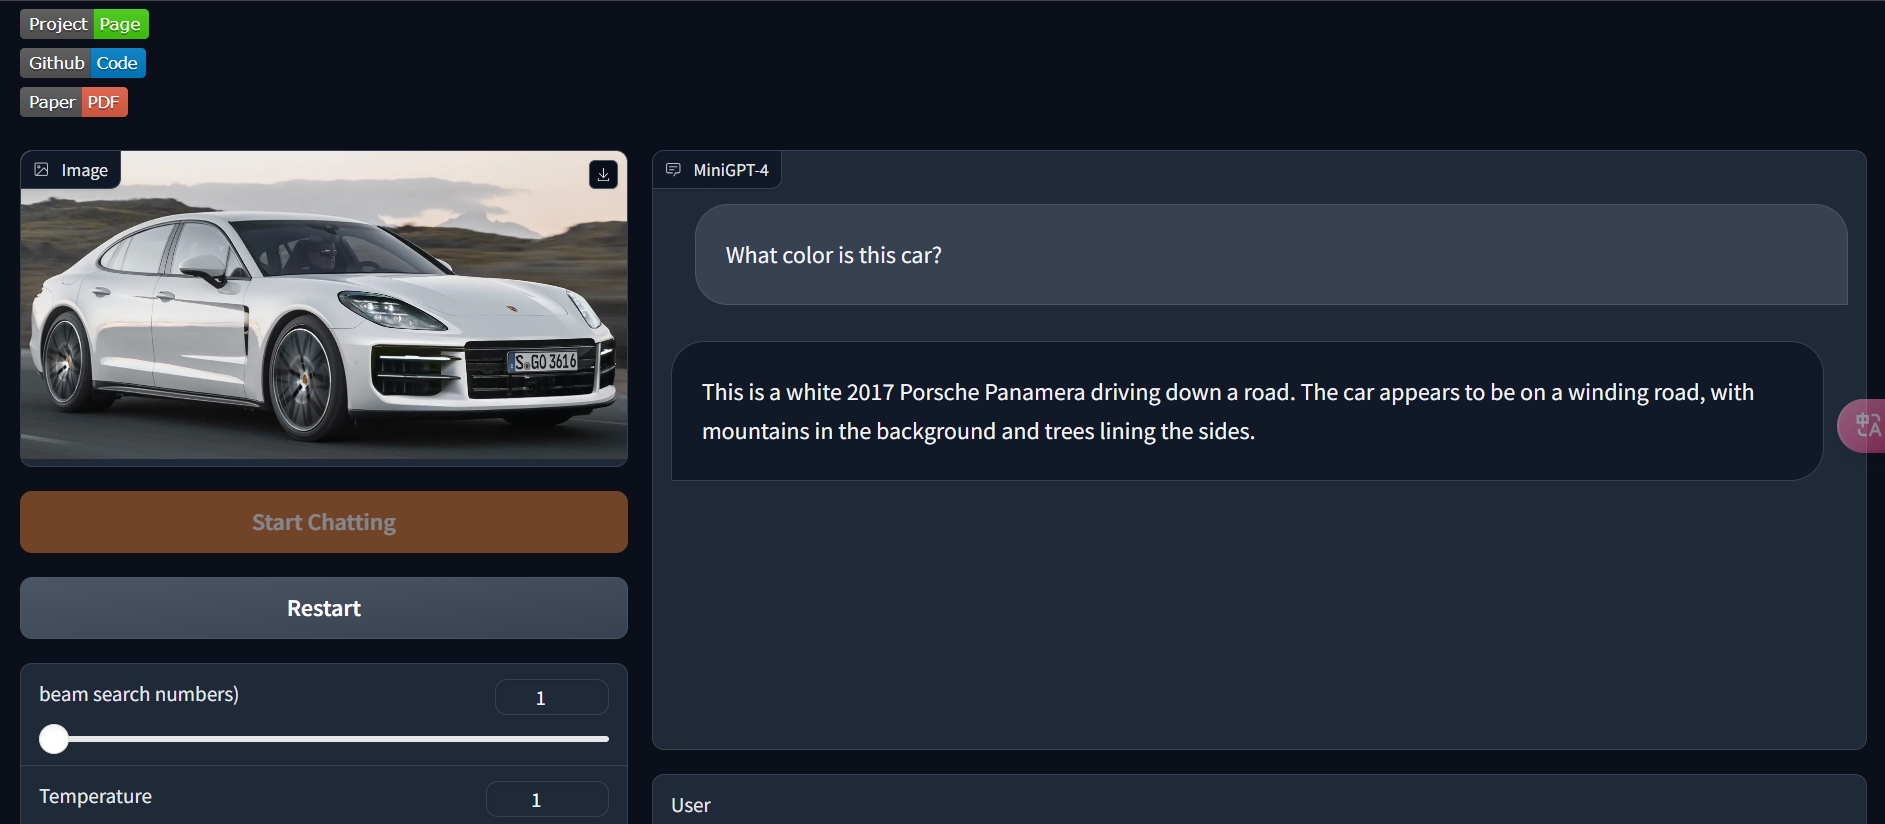 Project Page
Github Code
Paper PDF
Image
S GO 3616
Start Chatting
Restart
beam search numbers)
1
Temperature
1
MiniGPT-4
What color is this car?
This is a white 2017 Porsche Panamera driving down a road. The car appears to be on a winding road, with
mountains in the background and trees lining the sides.
中A
User